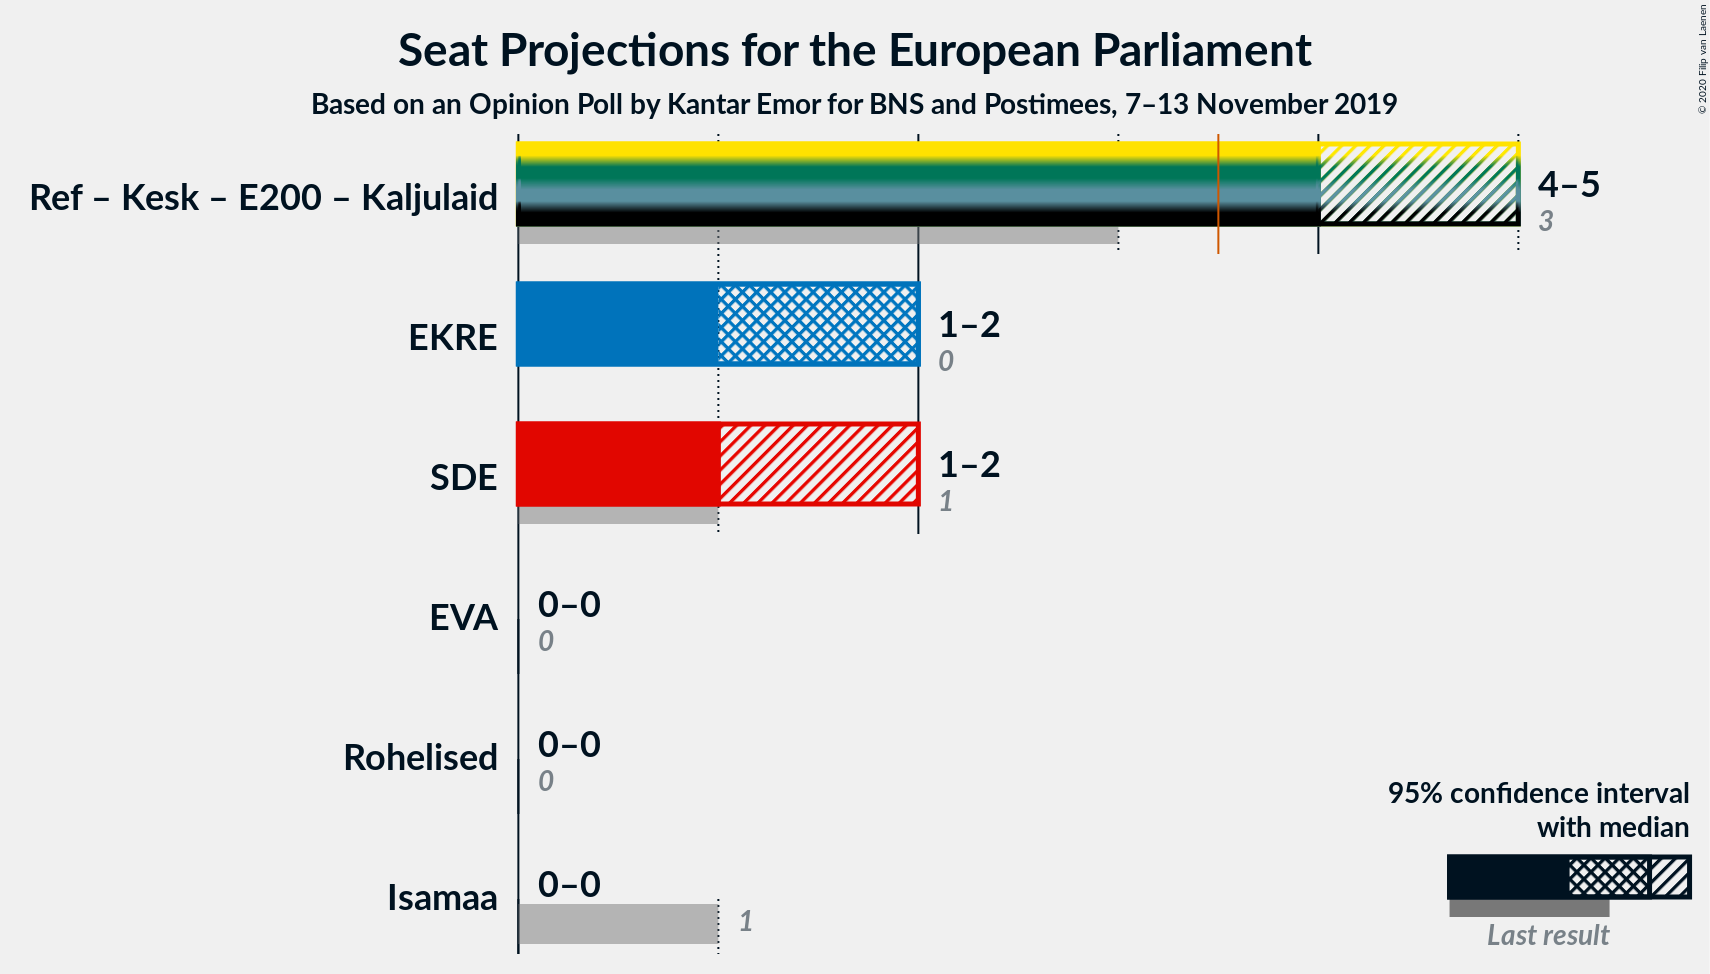 Seat Projections for the European Parliament
Based on an Opinion Poll by Kantar Emor for BNS and Postimees, 7–13 November 2019
© 2020 Filip van Laenen
Ref – Kesk – E200 – Kaljulaid
4–5
3
EKRE
1–2
0
SDE
1–2
1
EVA
0–0
0
Rohelised
0–0
0
Isamaa
0–0
1
95% confidence interval
with median
Last result